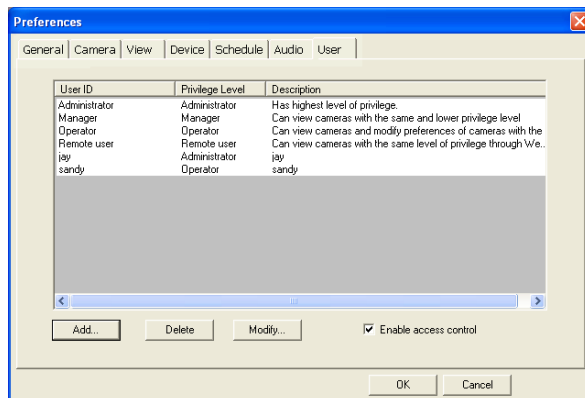 Preferences
General Camera View Device Schedule Audio User
User ID Privilege Level Description
Administrator Administrator Has highest level of privilege.
Manager Manager Can view cameras with the same and lower privilege level
Operator Operator Can view cameras and modify preferences of cameras with the
Remote user Remote user Can view cameras with the same level of privilege through We..
jay Administrator jay
sandy Operator sandy
Add... Delete Modify... Enable access control
OK Cancel